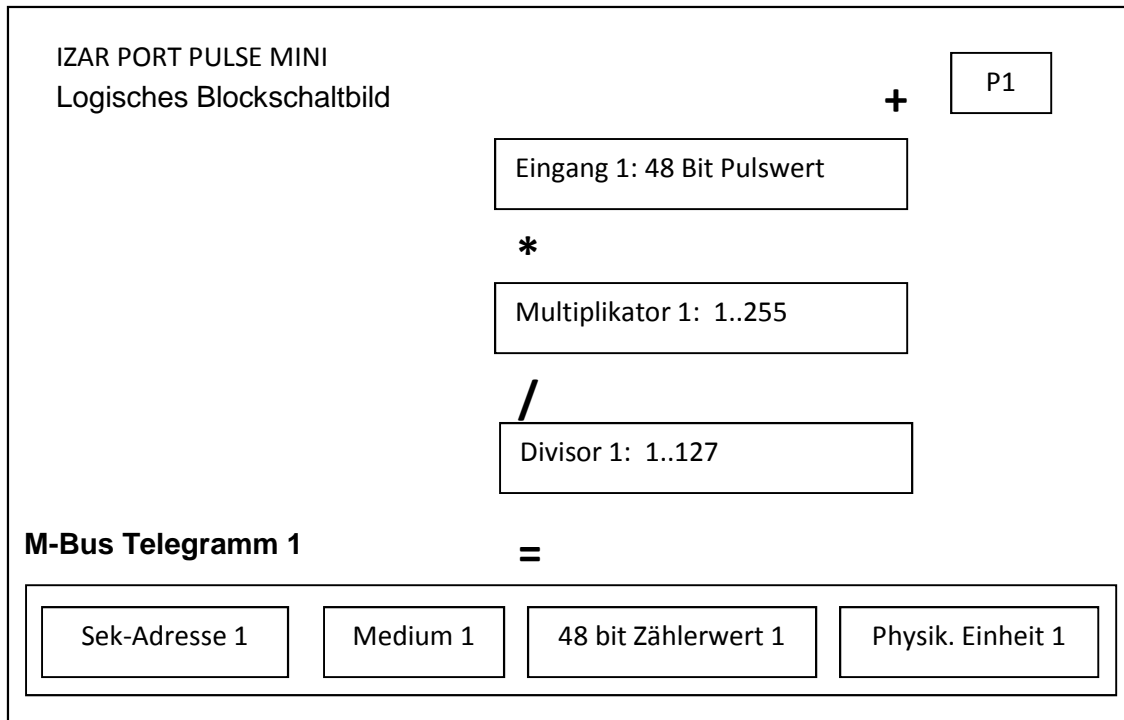 IZAR PORT PULSE MINI
Logisches Blockschaltbild
+
P1
Eingang 1: 48 Bit Pulswert
*
Multiplikator 1: 1..255
/
Divisor 1: 1..127
M-Bus Telegramm 1
=
Sek-Adresse 1
Medium 1
48 bit Zählerwert 1
Physik. Einheit 1